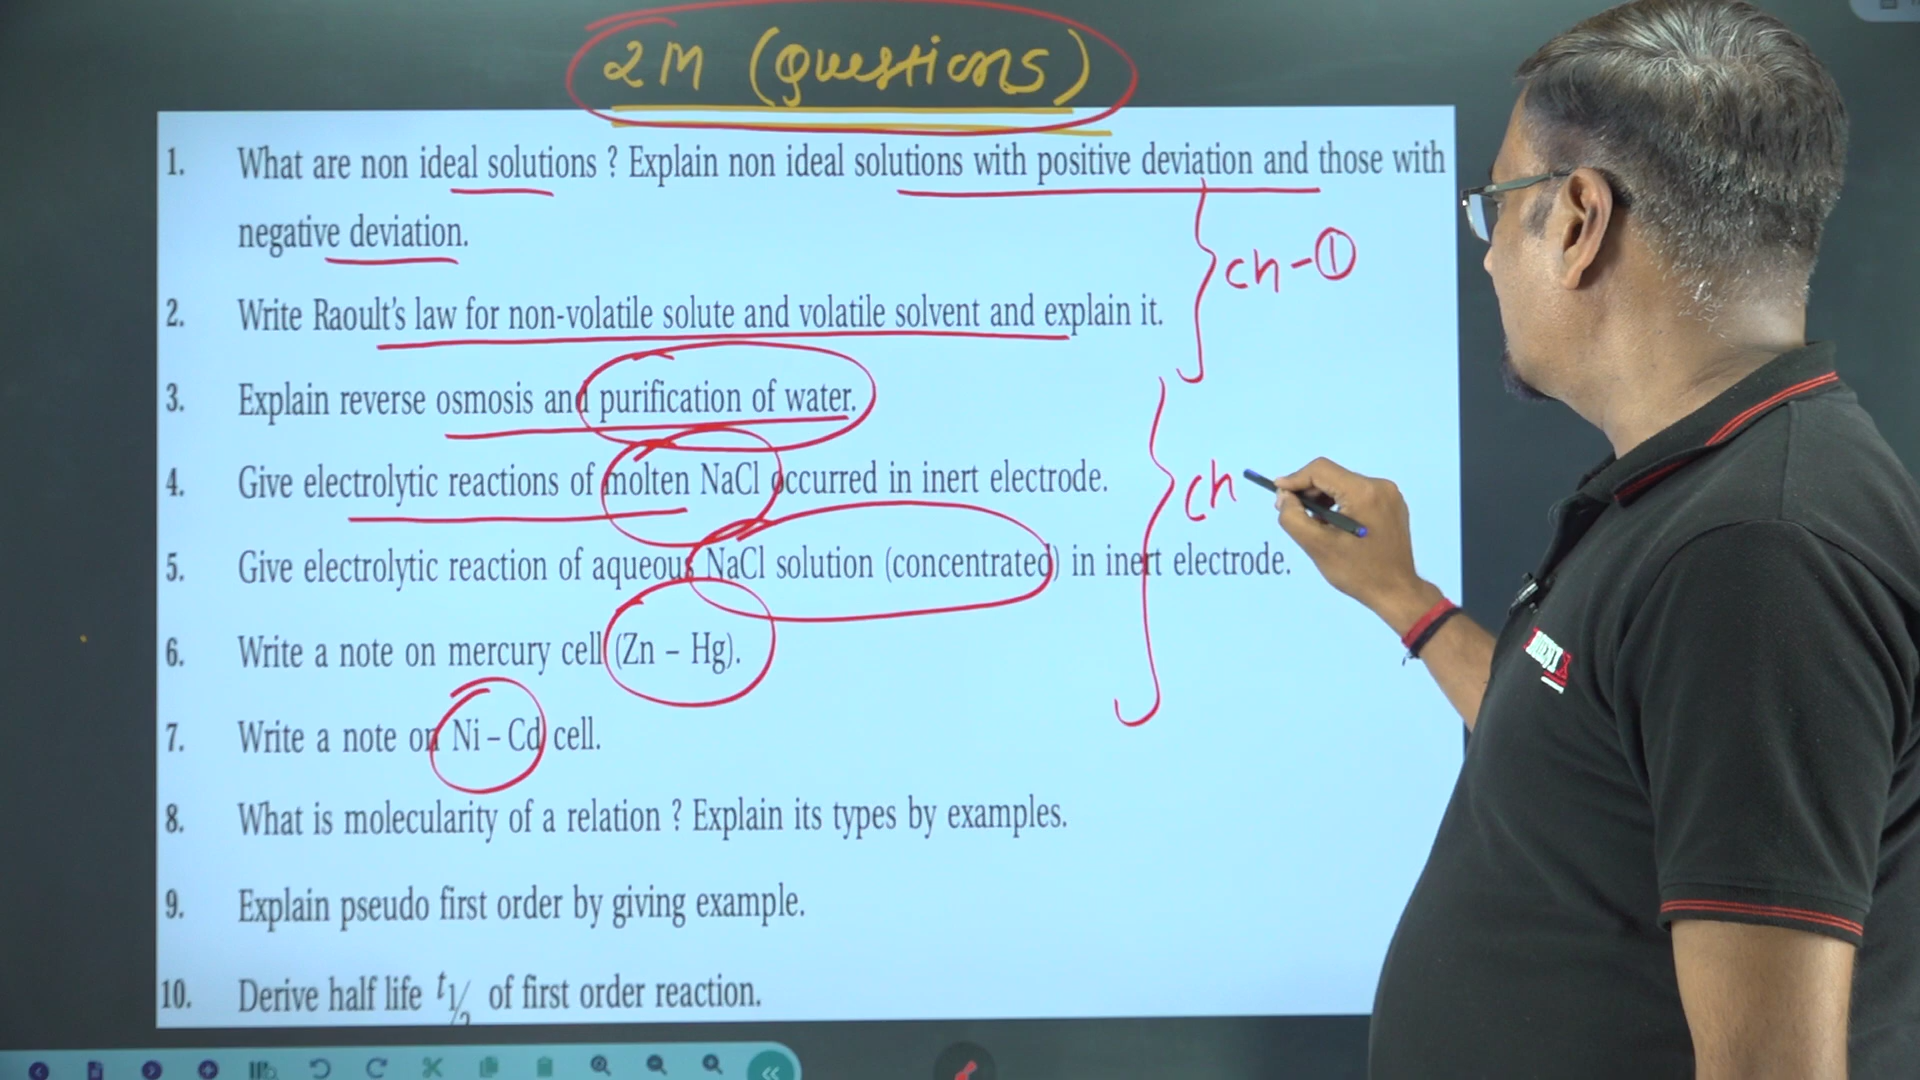 2M (Questions)
1. What are non ideal solutions ? Explain non ideal solutions with positive deviation and those with
negative deviation.
ch-①
2. Write Raoult's law for non-volatile solute and volatile solvent and explain it.
3. Explain reverse osmosis and purification of water.
4. Give electrolytic reactions of molten NaCl occurred in inert electrode.
ch
5. Give electrolytic reaction of aqueous NaCl solution (concentrated) in inert electrode.
6. Write a note on mercury cell (Zn – Hg).
7. Write a note on Ni – Cd cell.
8. What is molecularity of a relation ? Explain its types by examples.
9. Explain pseudo first order by giving example.
10. Derive half life t1/2 of first order reaction.